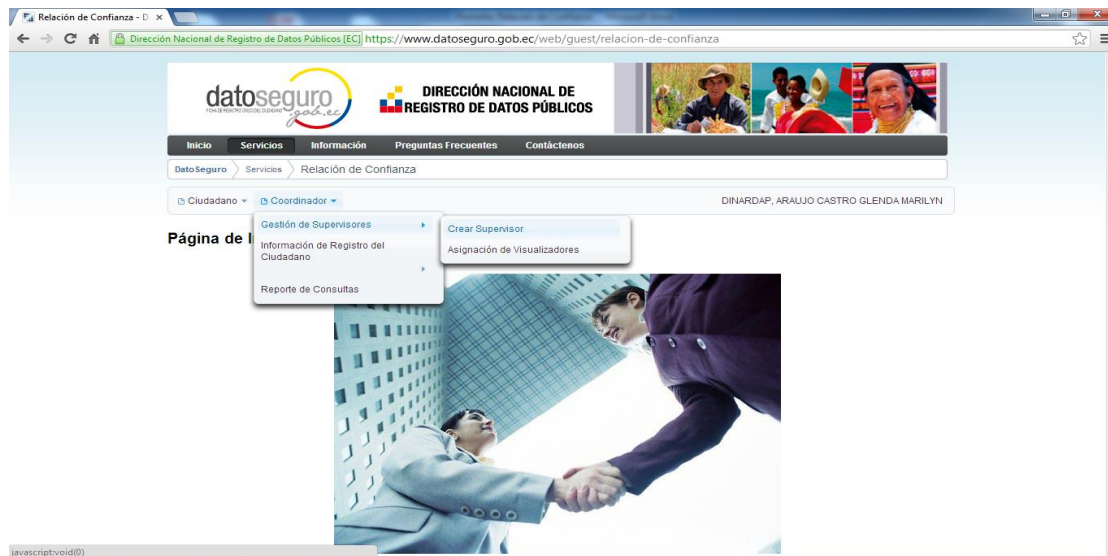 Relación de Confianza - D
Dirección Nacional de Registro de Datos Públicos [EC] https://www.datoseguro.gob.ec/web/guest/relacion-de-confianza
datoseguro
.gob.ec
DIRECCIÓN NACIONAL DE
REGISTRO DE DATOS PÚBLICOS
Inicio Servicios Información Preguntas Frecuentes Contáctenos
DatoSeguro Servicios Relación de Confianza
Ciudadano Coordinador DINARDAP, ARAUJO CASTRO GLENDA MARILYN
Gestión de Supervisores Crear Supervisor
Página de I
Información de Registro del
Ciudadano
Asignación de Visualizadores
Reporte de Consultas
javascript:void(0)